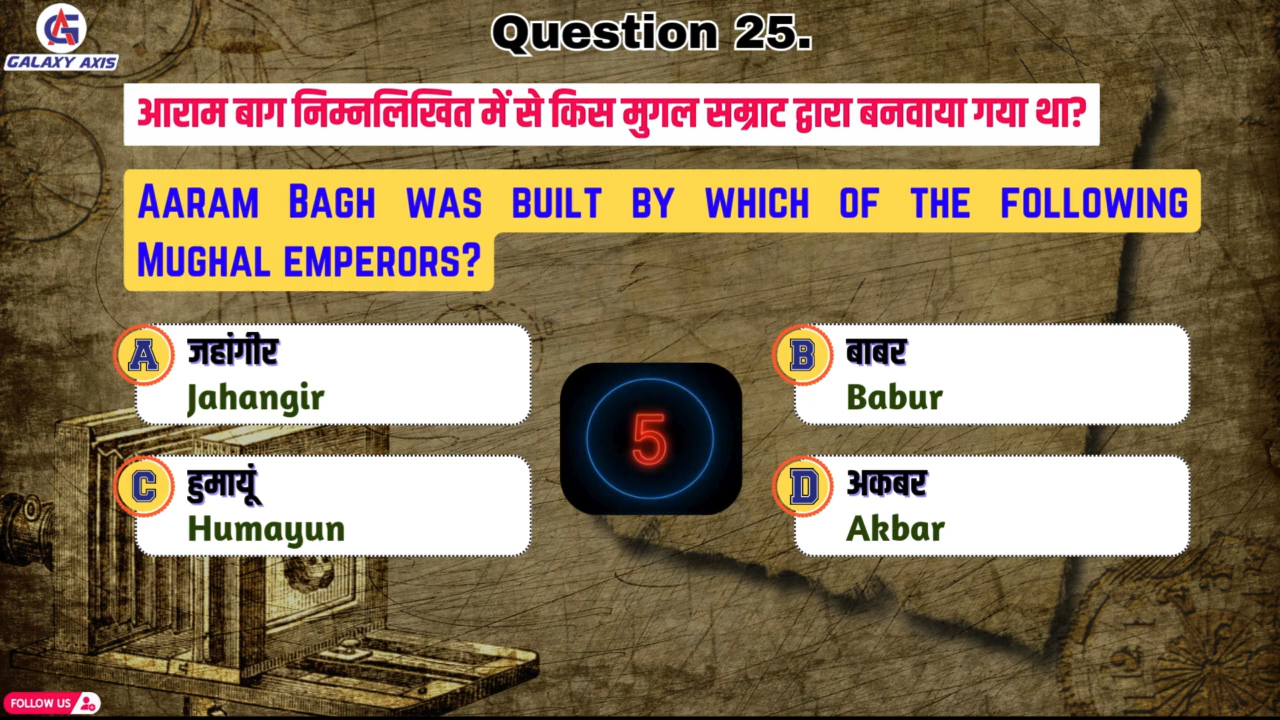 GALAXY AXIS
Question 25.
आराम बाग निम्नलिखित में से किस मुगल सम्राट द्वारा बनवाया गया था?
Aaram Bagh was built by which of the following
Mughal emperors?
A
जहांगीर
Jahangir
B
बाबर
Babur
5
C
हुमायूं
Humayun
D
अकबर
Akbar
FOLLOW US